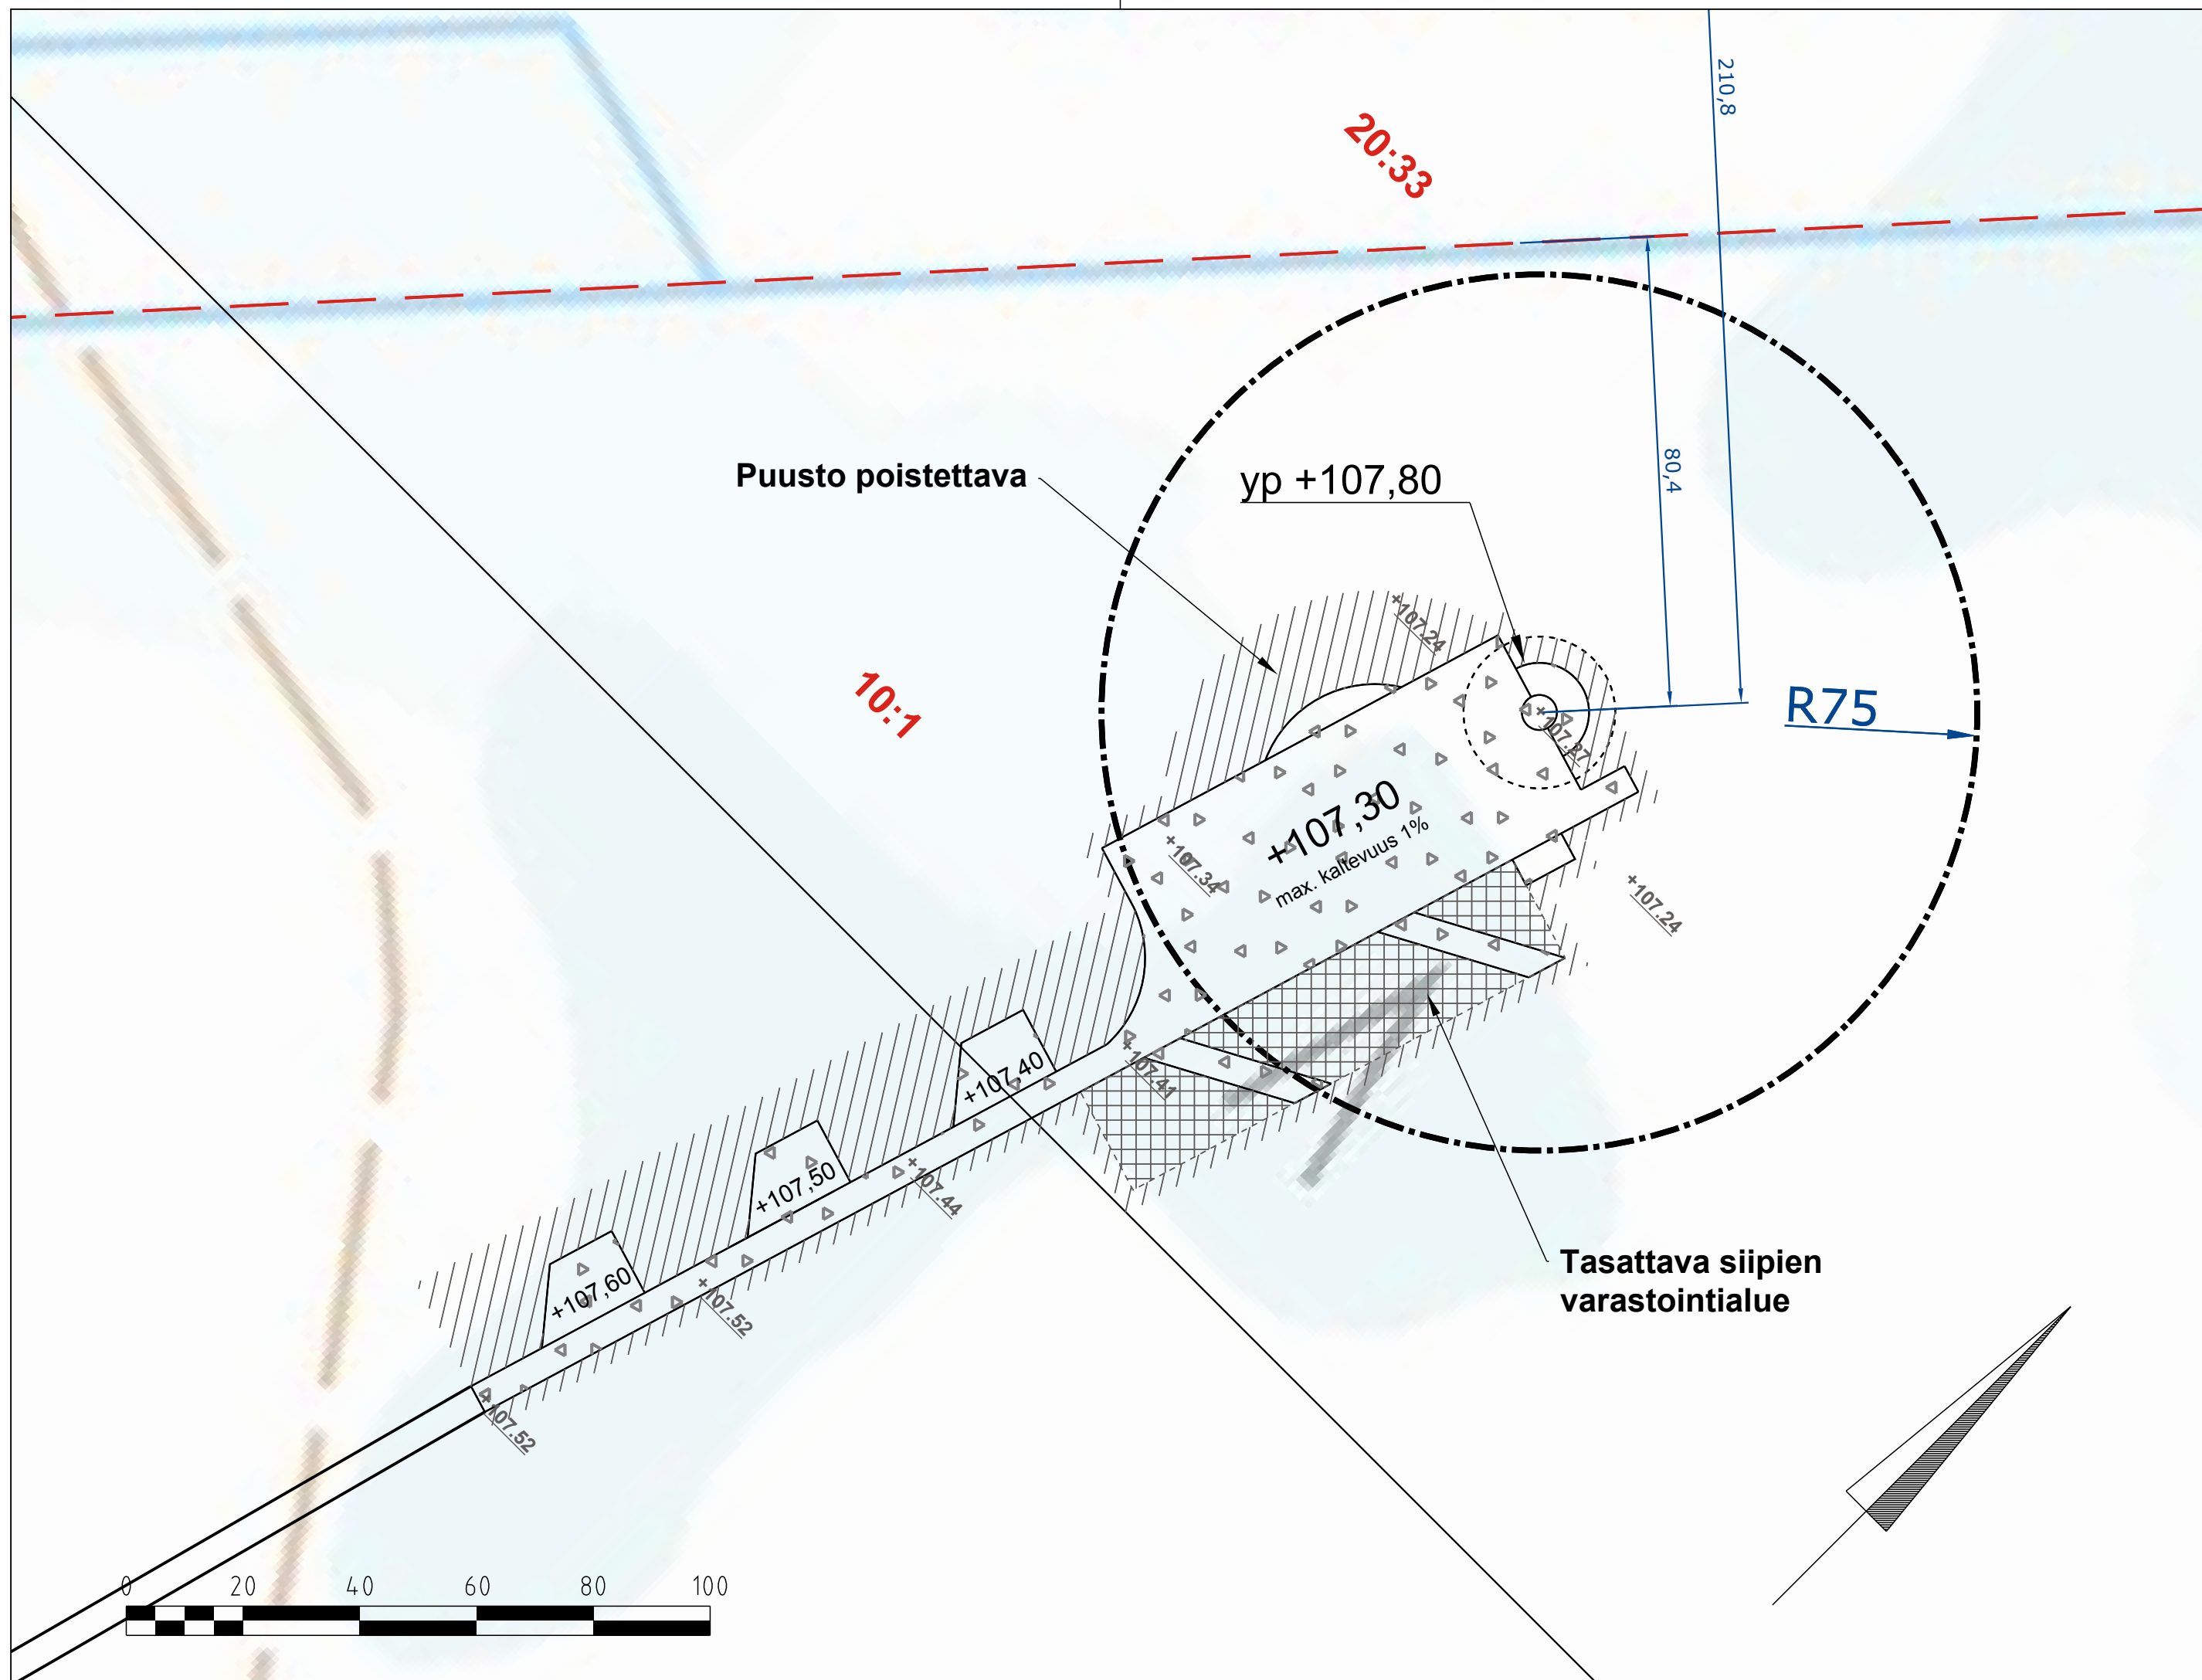 210,8
20:33
Puusto poistettava
yp +107,80
80,4
+107.24
10:1
R75
+107.27
+107,30
max. kaltevuus 1%
+107.34
+107.24
+107,40
+107.41
+107,50
+107.44
+107,60
+107.52
Tasattava siipien
varastointialue
+107.52
0 20 40 60 80 100